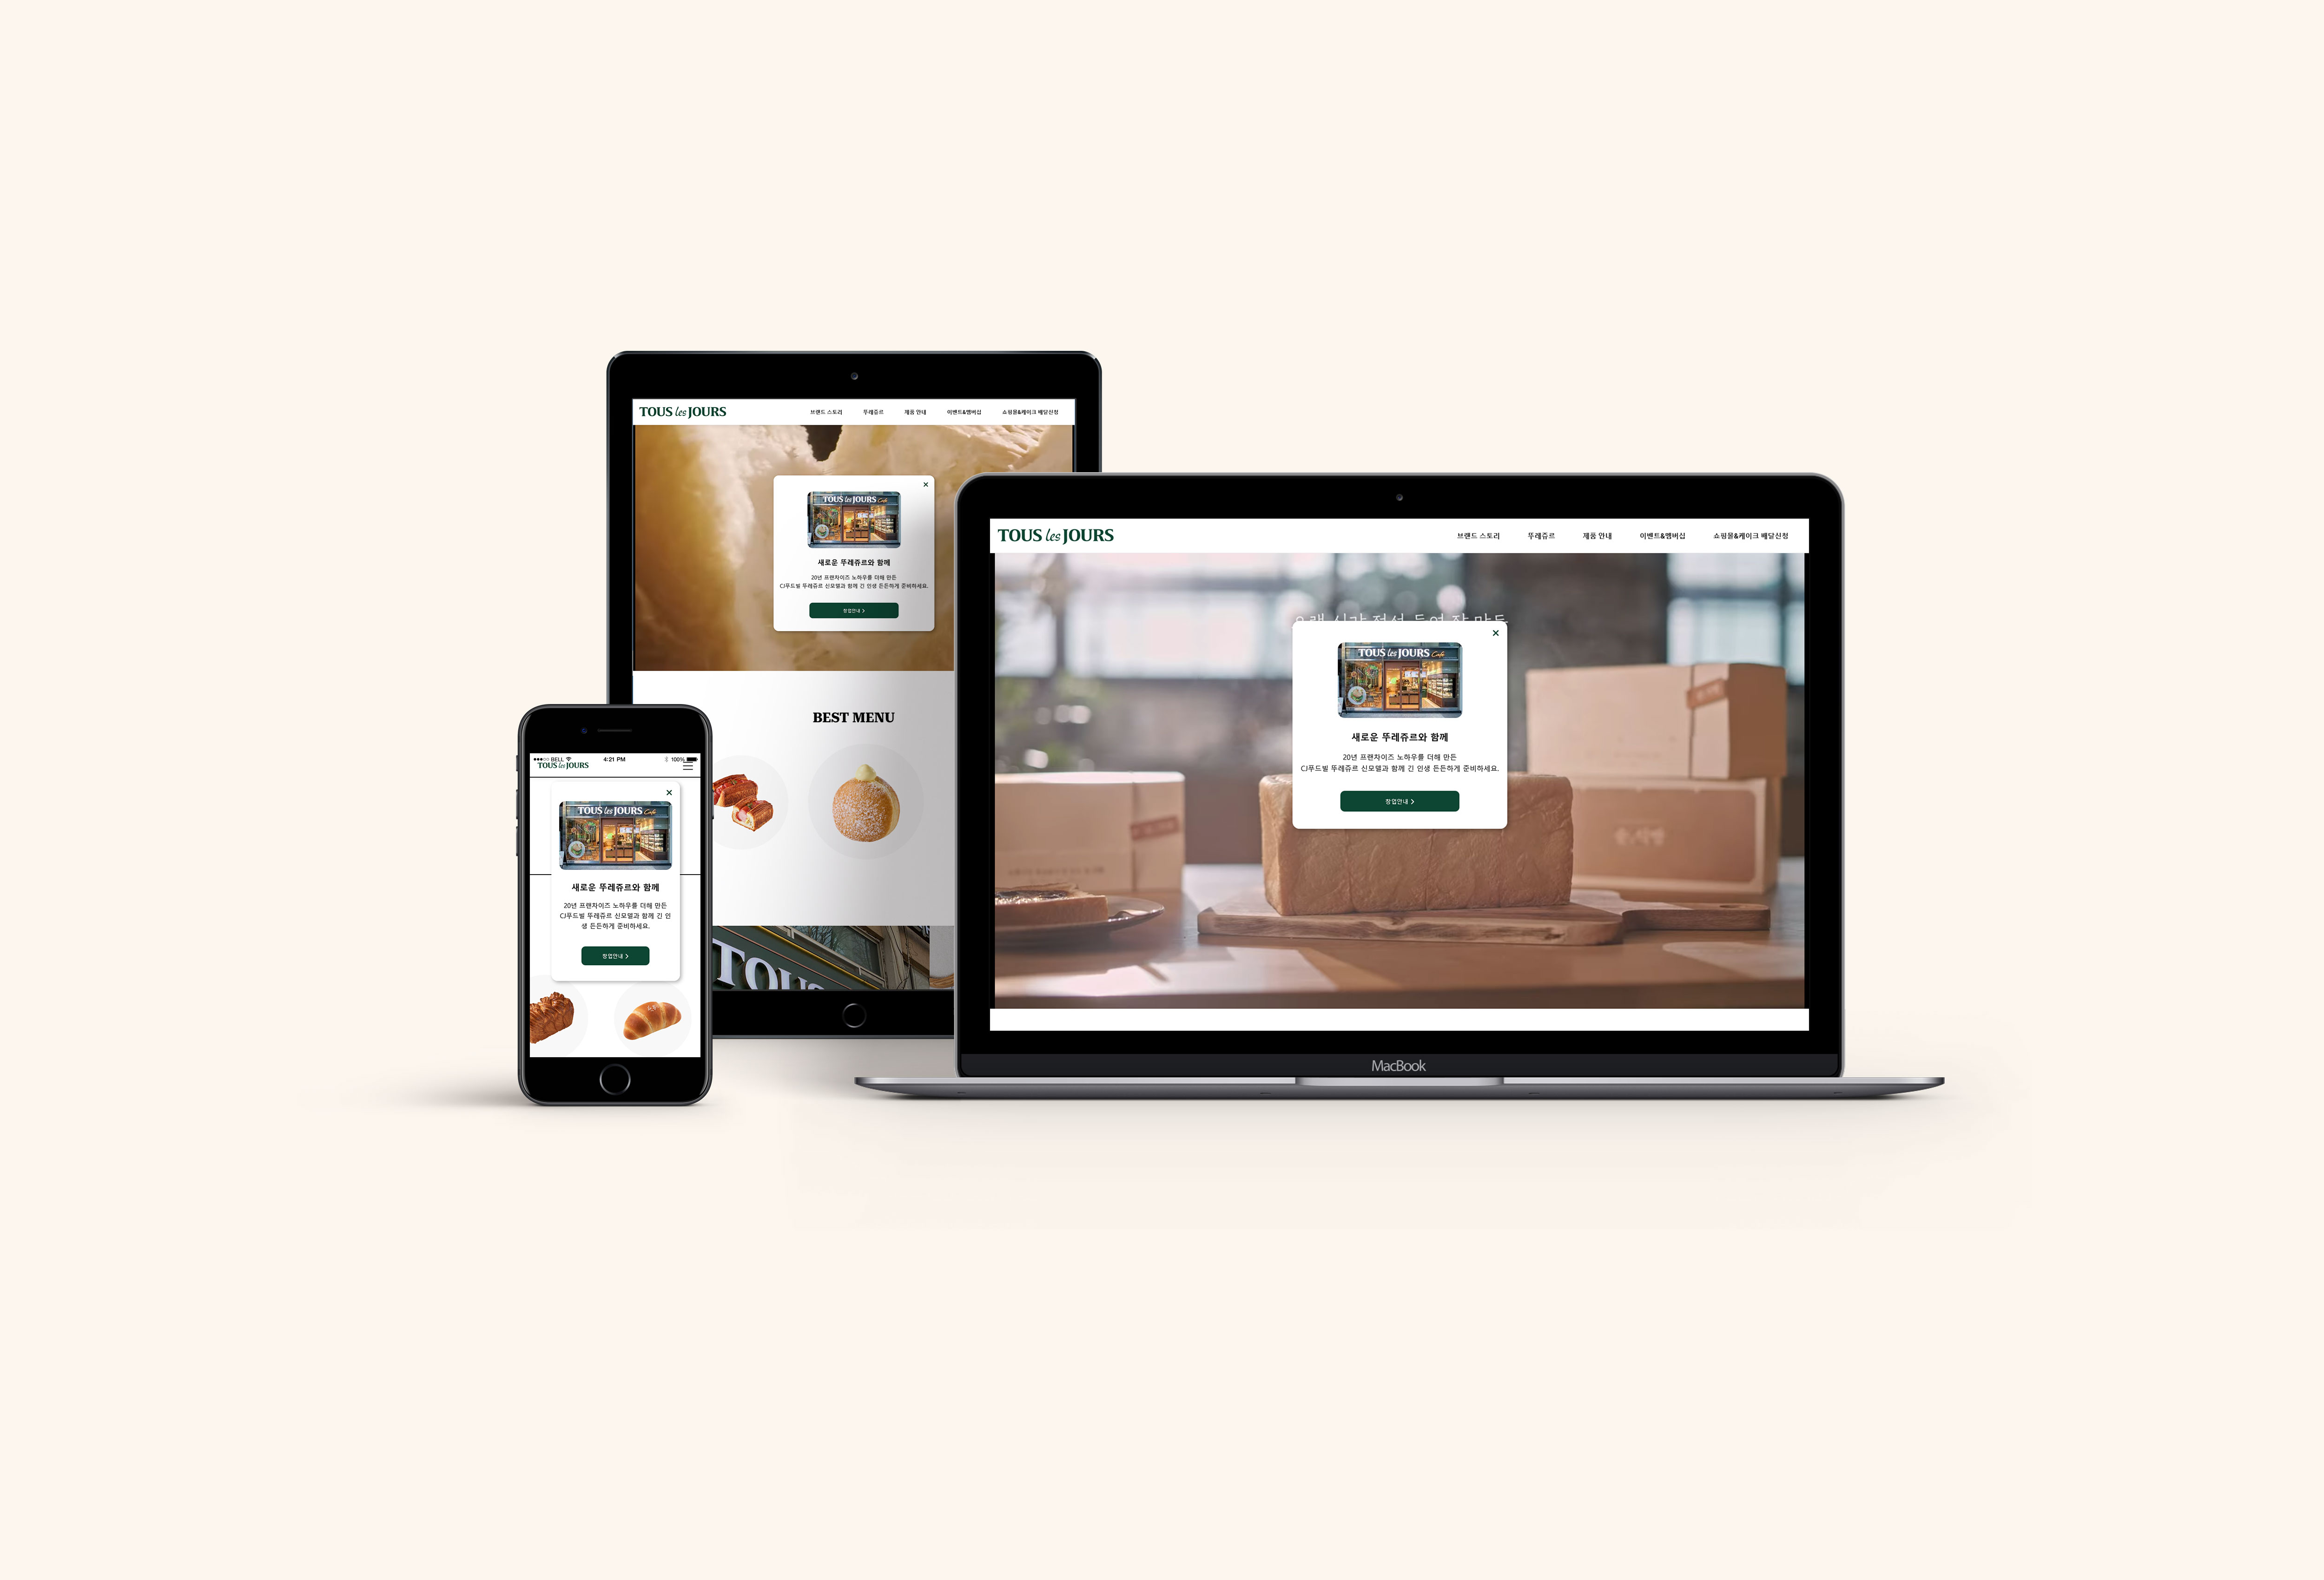 TOUS les JOURS
브랜드 스토리
뚜레쥬르
제품 안내
이벤트&멤버십
쇼핑몰&케이크 배달신청
TOUS les JOURS Cafe
새로운 뚜레쥬르와 함께
20년 프랜차이즈 노하우를 더해 만든
CJ푸드빌 뚜레쥬르 신모델과 함께 긴 인생 든든하게 준비하세요.
창업안내 >
BEST MENU
TOUS
TOUS les JOURS
브랜드 스토리
뚜레쥬르
제품 안내
이벤트&멤버십
쇼핑몰&케이크 배달신청
TOUS les JOURS Cafe
새로운 뚜레쥬르와 함께
20년 프랜차이즈 노하우를 더해 만든
CJ푸드빌 뚜레쥬르 신모델과 함께 긴 인생 든든하게 준비하세요.
창업안내 >
MacBook
BELL
4:21 PM
100%
TOUS les JOURS
TOUS les JOURS Cafe
새로운 뚜레쥬르와 함께
20년 프랜차이즈 노하우를 더해 만든
CJ푸드빌 뚜레쥬르 신모델과 함께 긴 인
생 든든하게 준비하세요.
창업안내 >